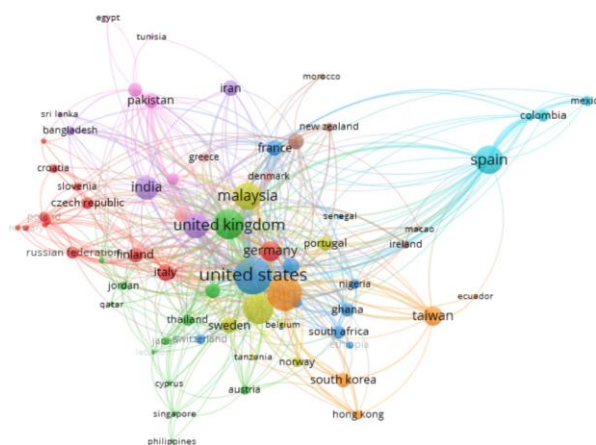 egypt
tunisia
morocco
iran
pakistan
mexico
sri lanka
colombia
bangladesh
new zealand
france
greece
croatia
spain
denmark
slovenia
india
malaysia
czech republic
senegal
united kingdom
macao
portugal
ireland
russian federation
finland
germany
italy
united states
jordan
nigeria
ecuador
qatar
ghana
taiwan
thailand
sweden
belgium
south africa
switzerland
ethiopia
tanzania
norway
south korea
cyprus
austria
singapore
hong kong
philippines